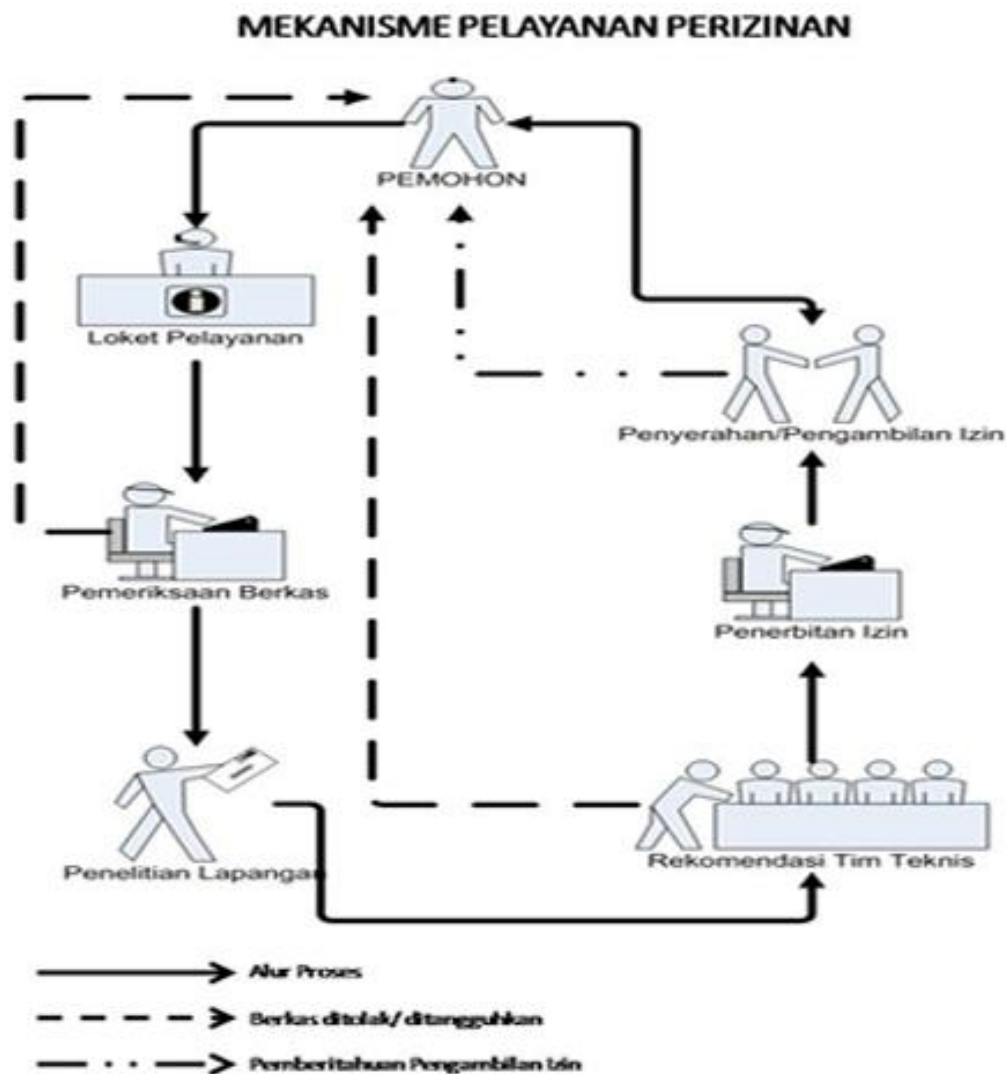 MEKANISME PELAYANAN PERIZINAN
PEMOHON
Loket Pelayanan
Penyerahan/Pengambilan Izin
Pemeriksaan Berkas
Penerbitan Izin
Penelitian Lapangan
Rekomendasi Tim Teknis
Alur Proses
Berkas ditolak/ ditangguhkan
Pemberitahuan Pengambilan Izin